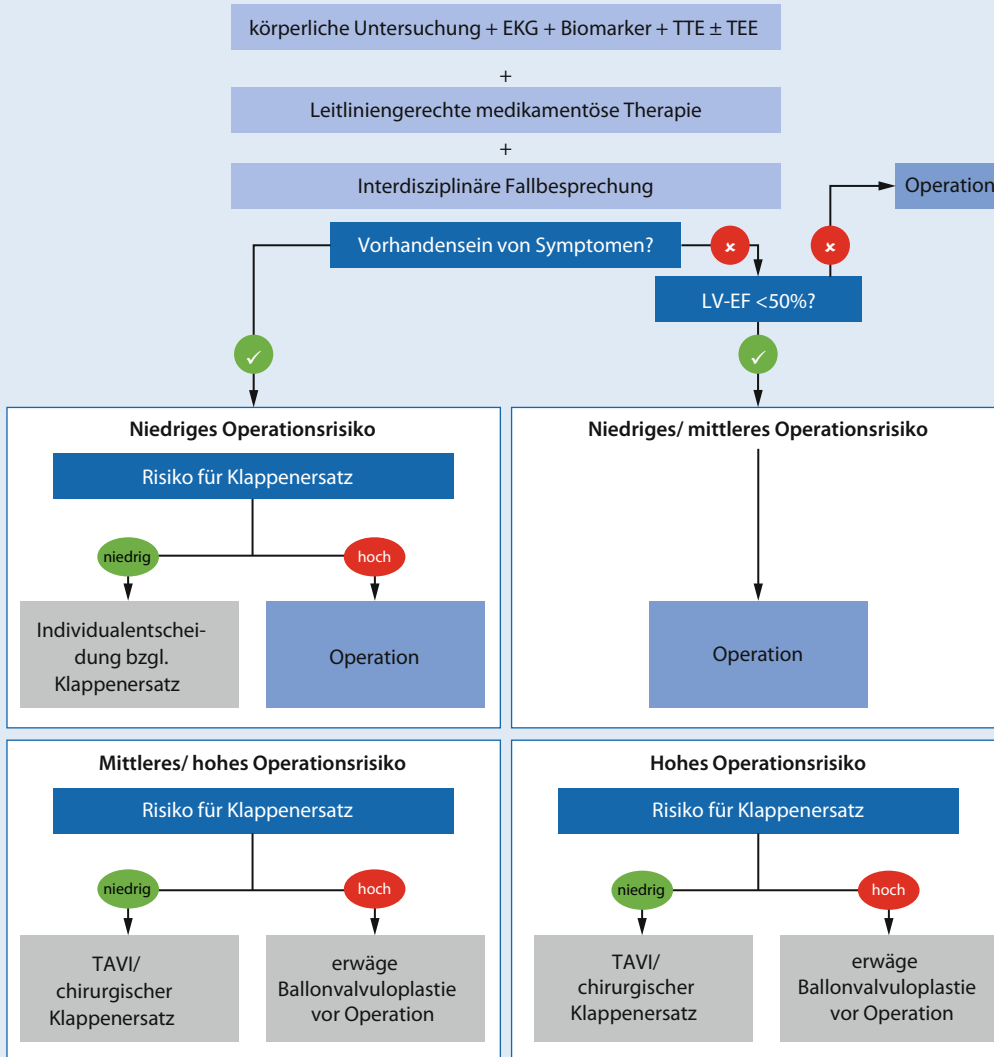 körperliche Untersuchung + EKG + Biomarker + TTE ± TEE
+
Leitliniengerechte medikamentöse Therapie
+
Interdisziplinäre Fallbesprechung
Operation
Vorhandensein von Symptomen?
LV-EF <50%?
Niedriges Operationsrisiko
Risiko für Klappenersatz
niedrig
hoch
Individualentschei-
dung bzgl.
Klappenersatz
Operation
Niedriges/ mittleres Operationsrisiko
Operation
Mittleres/ hohes Operationsrisiko
Risiko für Klappenersatz
niedrig
hoch
TAVI/
chirurgischer
Klappenersatz
erwäge
Ballonvalvuloplastie
vor Operation
Hohes Operationsrisiko
Risiko für Klappenersatz
niedrig
hoch
TAVI/
chirurgischer
Klappenersatz
erwäge
Ballonvalvuloplastie
vor Operation